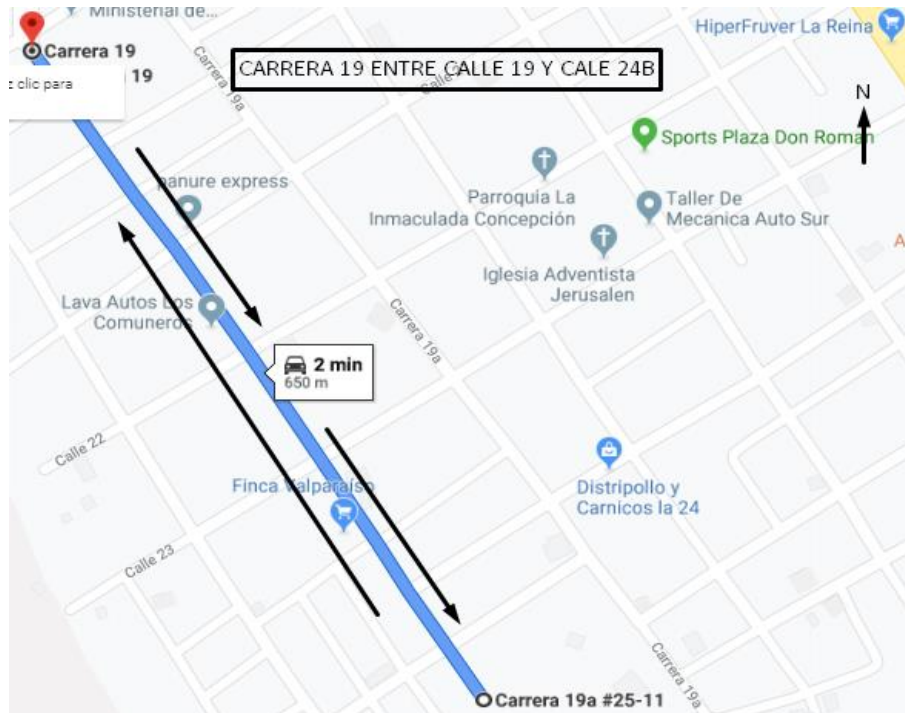 Ministerial de...
HiperFruver La Reina
Carrera 19
19
clic para
Carrera 19a
CARRERA 19 ENTRE CALLE 19 Y CALE 24B
N
Sports Plaza Don Roman
panure express
Parroquia La
Inmaculada Concepción
Taller De
Mecanica Auto Sur
A
Iglesia Adventista
Jerusalen
Lava Autos Los
Comuneros
Carrera 19a
2 min
650 m
Calle 22
Finca Valparaíso
Distripollo y
Carnicos la 24
Calle 23
Carrera 19a
Carrera 19a #25-11